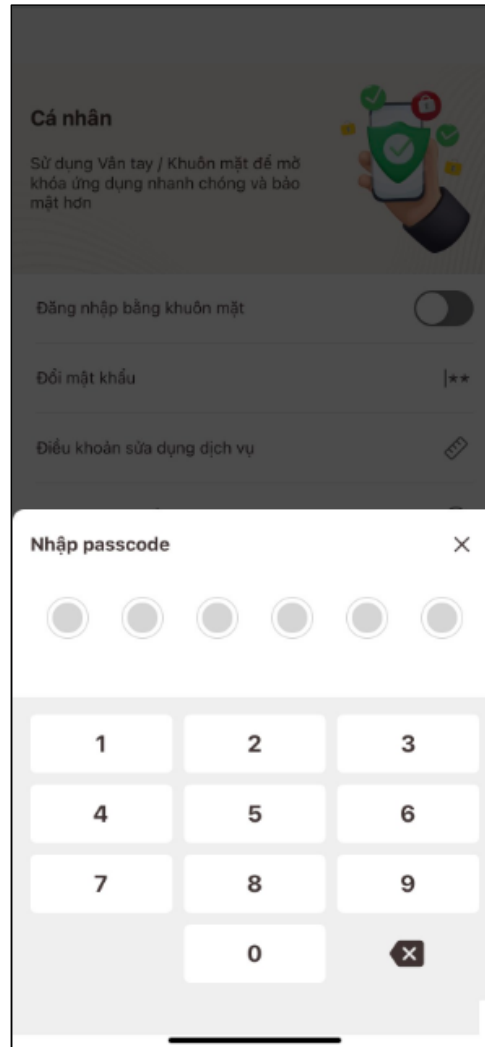 Cá nhân
Sử dụng Vân tay / Khuôn mặt để mở
khóa ứng dụng nhanh chóng và bảo
mật hơn
Đăng nhập bằng khuôn mặt
Đổi mật khẩu |**
Điều khoản sửa dụng dịch vụ
Nhập passcode
1 2 3
4 5 6
7 8 9
0